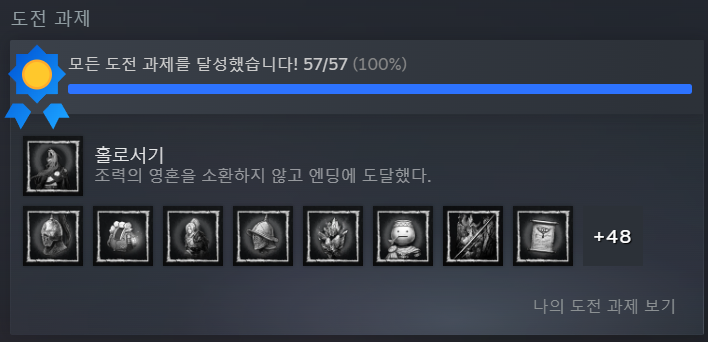 도전 과제
모든 도전 과제를 달성했습니다! 57/57 (100%)
홀로서기
조력의 영혼을 소환하지 않고 엔딩에 도달했다.
+48
나의 도전 과제 보기